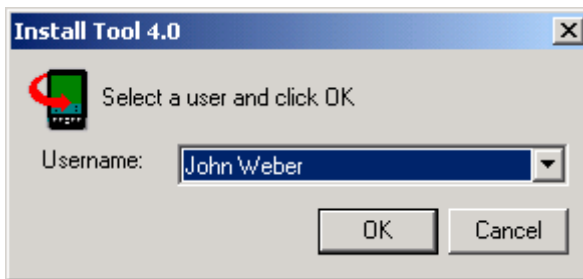 Install Tool 4.0
Select a user and click OK
Username: John Weber
OK Cancel